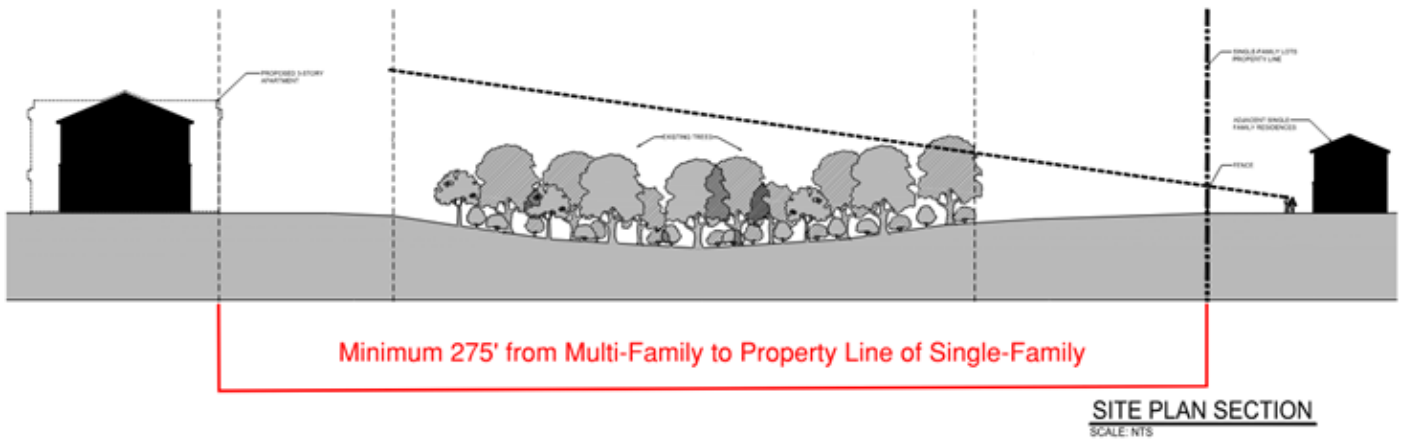 PROPOSED 3-STORY
APARTMENT
SINGLE-FAMILY LOTS
PROPERTY LINE
EXISTING TREES
ADJACENT SINGLE
FAMILY RESIDENCES
FENCE
Minimum 275' from Multi-Family to Property Line of Single-Family
SITE PLAN SECTION
SCALE: NTS